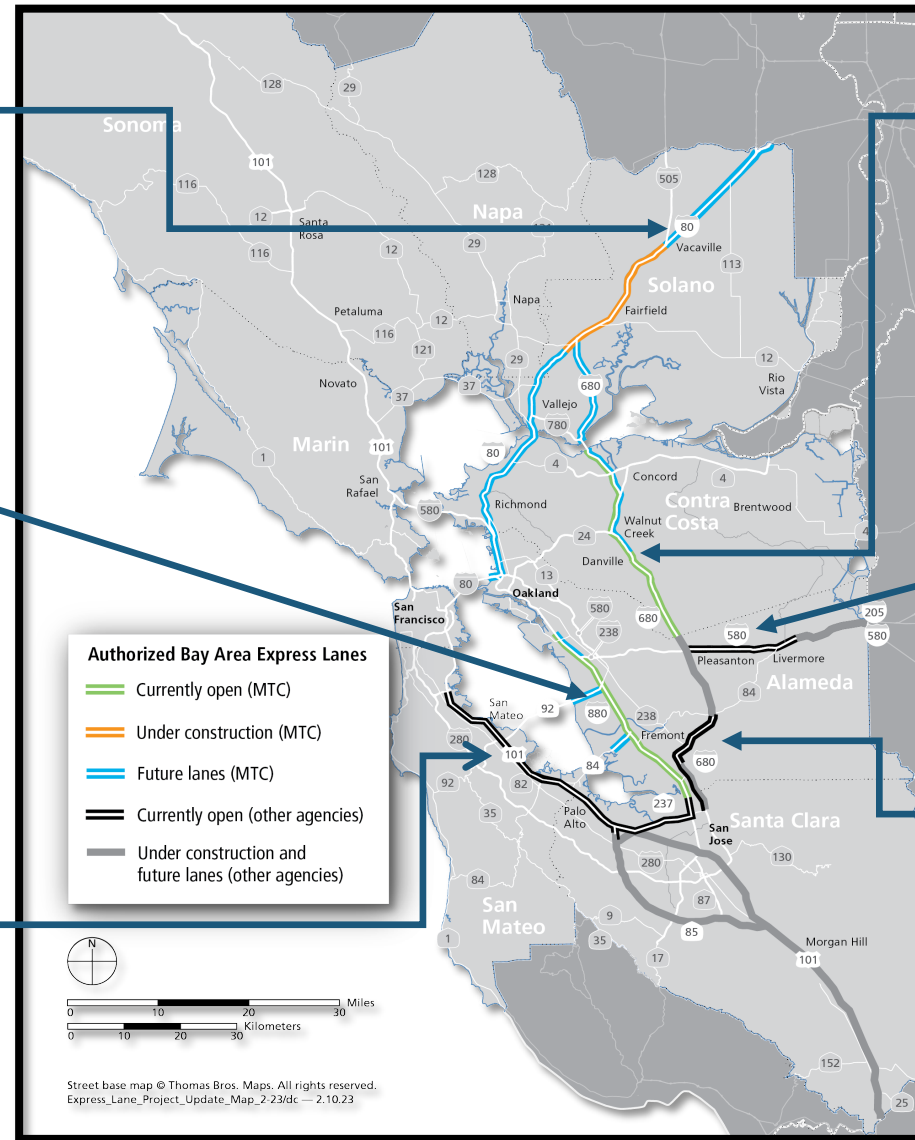 128
29
Sonoma
101
116
128
505
12
Santa
Rosa
Napa
80
Vacaville
116
12
29
113
Solano
Napa
Fairfield
Petaluma
12
116
121
29
12
Rio
Vista
Novato
37
37
680
Vallejo
780
Marin
101
80
1
4
Concord
4
San
Rafael
Contra
Costa
Richmond
Brentwood
580
Walnut
Creek
24
4
Danville
80
13
Oakland
San
Francisco
580
680
205
238
580
580
Pleasanton
Livermore
Alameda
84
San
Mateo
92
880
238
Fremont
280
101
84
680
92
82
237
35
Palo
Alto
Santa Clara
San
Jose
280
130
84
87
San
Mateo
9
85
1
35
17
Morgan Hill
101
152
25
Authorized Bay Area Express Lanes
Currently open (MTC)
Under construction (MTC)
Future lanes (MTC)
Currently open (other agencies)
Under construction and
future lanes (other agencies)
N
Miles
0 10 20 30
Kilometers
0 10 20 30
Street base map © Thomas Bros. Maps. All rights reserved.
Express_Lane_Project_Update_Map_2-23/dc — 2.10.23